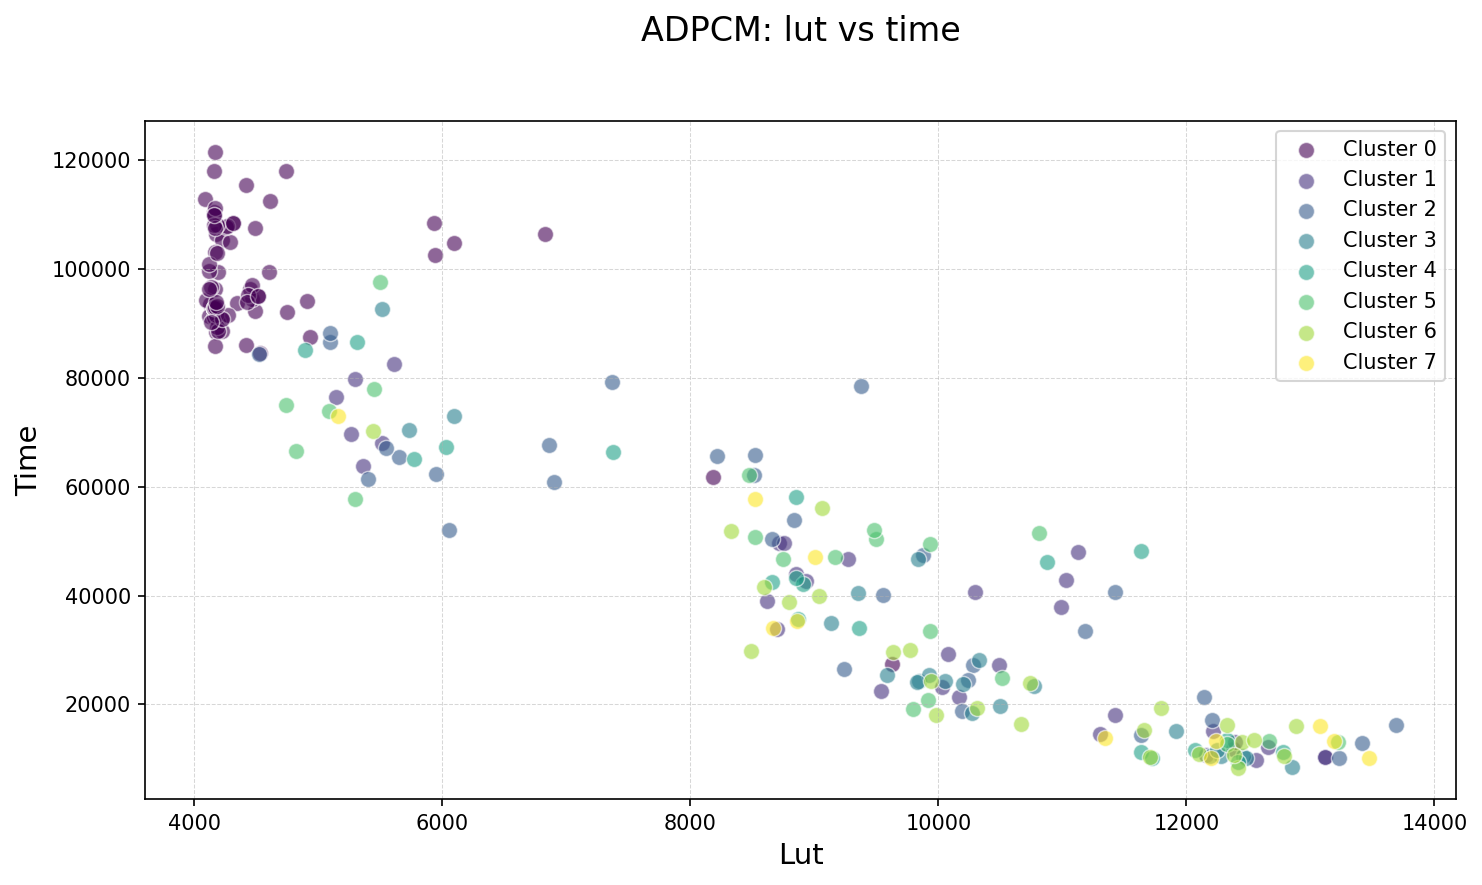 ADPCM: lut vs time
120000
100000
80000
60000
40000
20000
Time
4000
6000
8000
10000
12000
14000
Lut
Cluster 0
Cluster 1
Cluster 2
Cluster 3
Cluster 4
Cluster 5
Cluster 6
Cluster 7